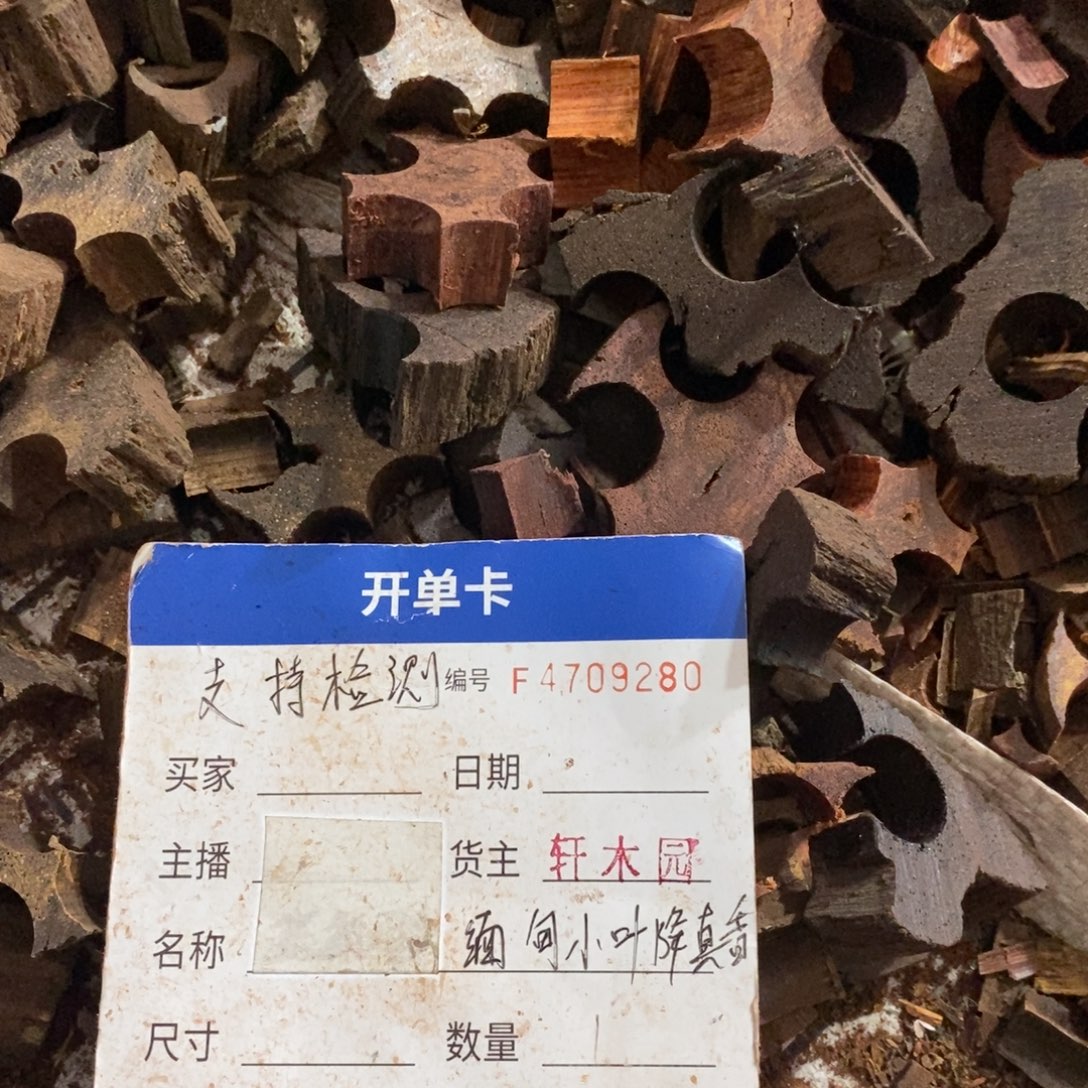 开单卡
支持检测 编号 F4709280
买家 日期
主播 货主 轩木园
名称 缅甸小叶降真香
尺寸 数量 1